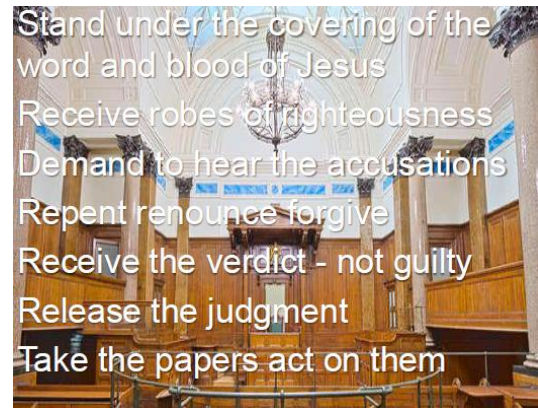 Stand under the covering of the
word and blood of Jesus
Receive robes of righteousness
Demand to hear the accusations
Repent renounce forgive
Receive the verdict - not guilty
Release the judgment
Take the papers act on them